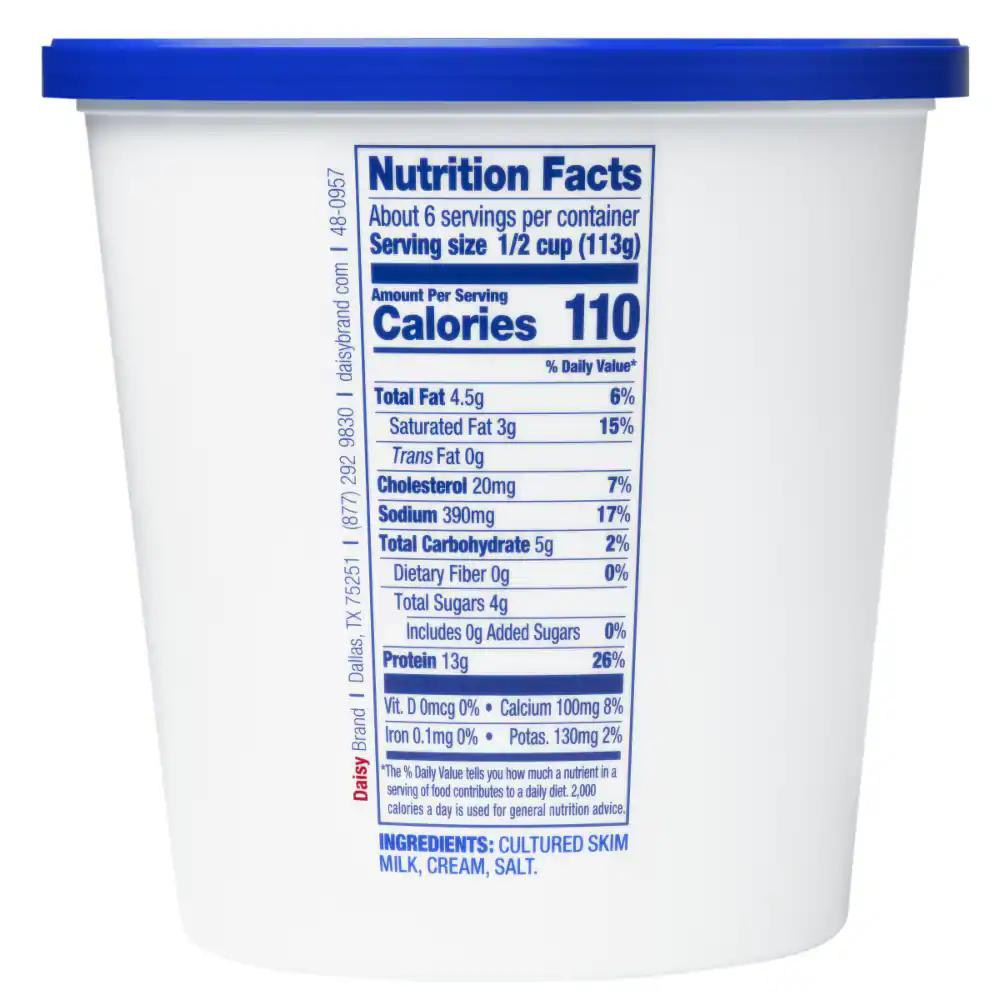 Nutrition Facts
About 6 servings per container
Serving size 1/2 cup (113g)
Amount Per Serving
Calories 110
% Daily Value*
Total Fat 4.5g 6%
Saturated Fat 3g 15%
Trans Fat 0g
Cholesterol 20mg 7%
Sodium 390mg 17%
Total Carbohydrate 5g 2%
Dietary Fiber 0g 0%
Total Sugars 4g
Includes 0g Added Sugars 0%
Protein 13g 26%
Vit. D 0mcg 0% • Calcium 100mg 8%
Iron 0.1mg 0% • Potas. 130mg 2%
*The % Daily Value tells you how much a nutrient in a
serving of food contributes to a daily diet. 2,000
calories a day is used for general nutrition advice.
INGREDIENTS: CULTURED SKIM
MILK, CREAM, SALT.
Daisy Brand | Dallas, TX 75251 | (877) 292 9830 | daisybrand.com | 48-0957